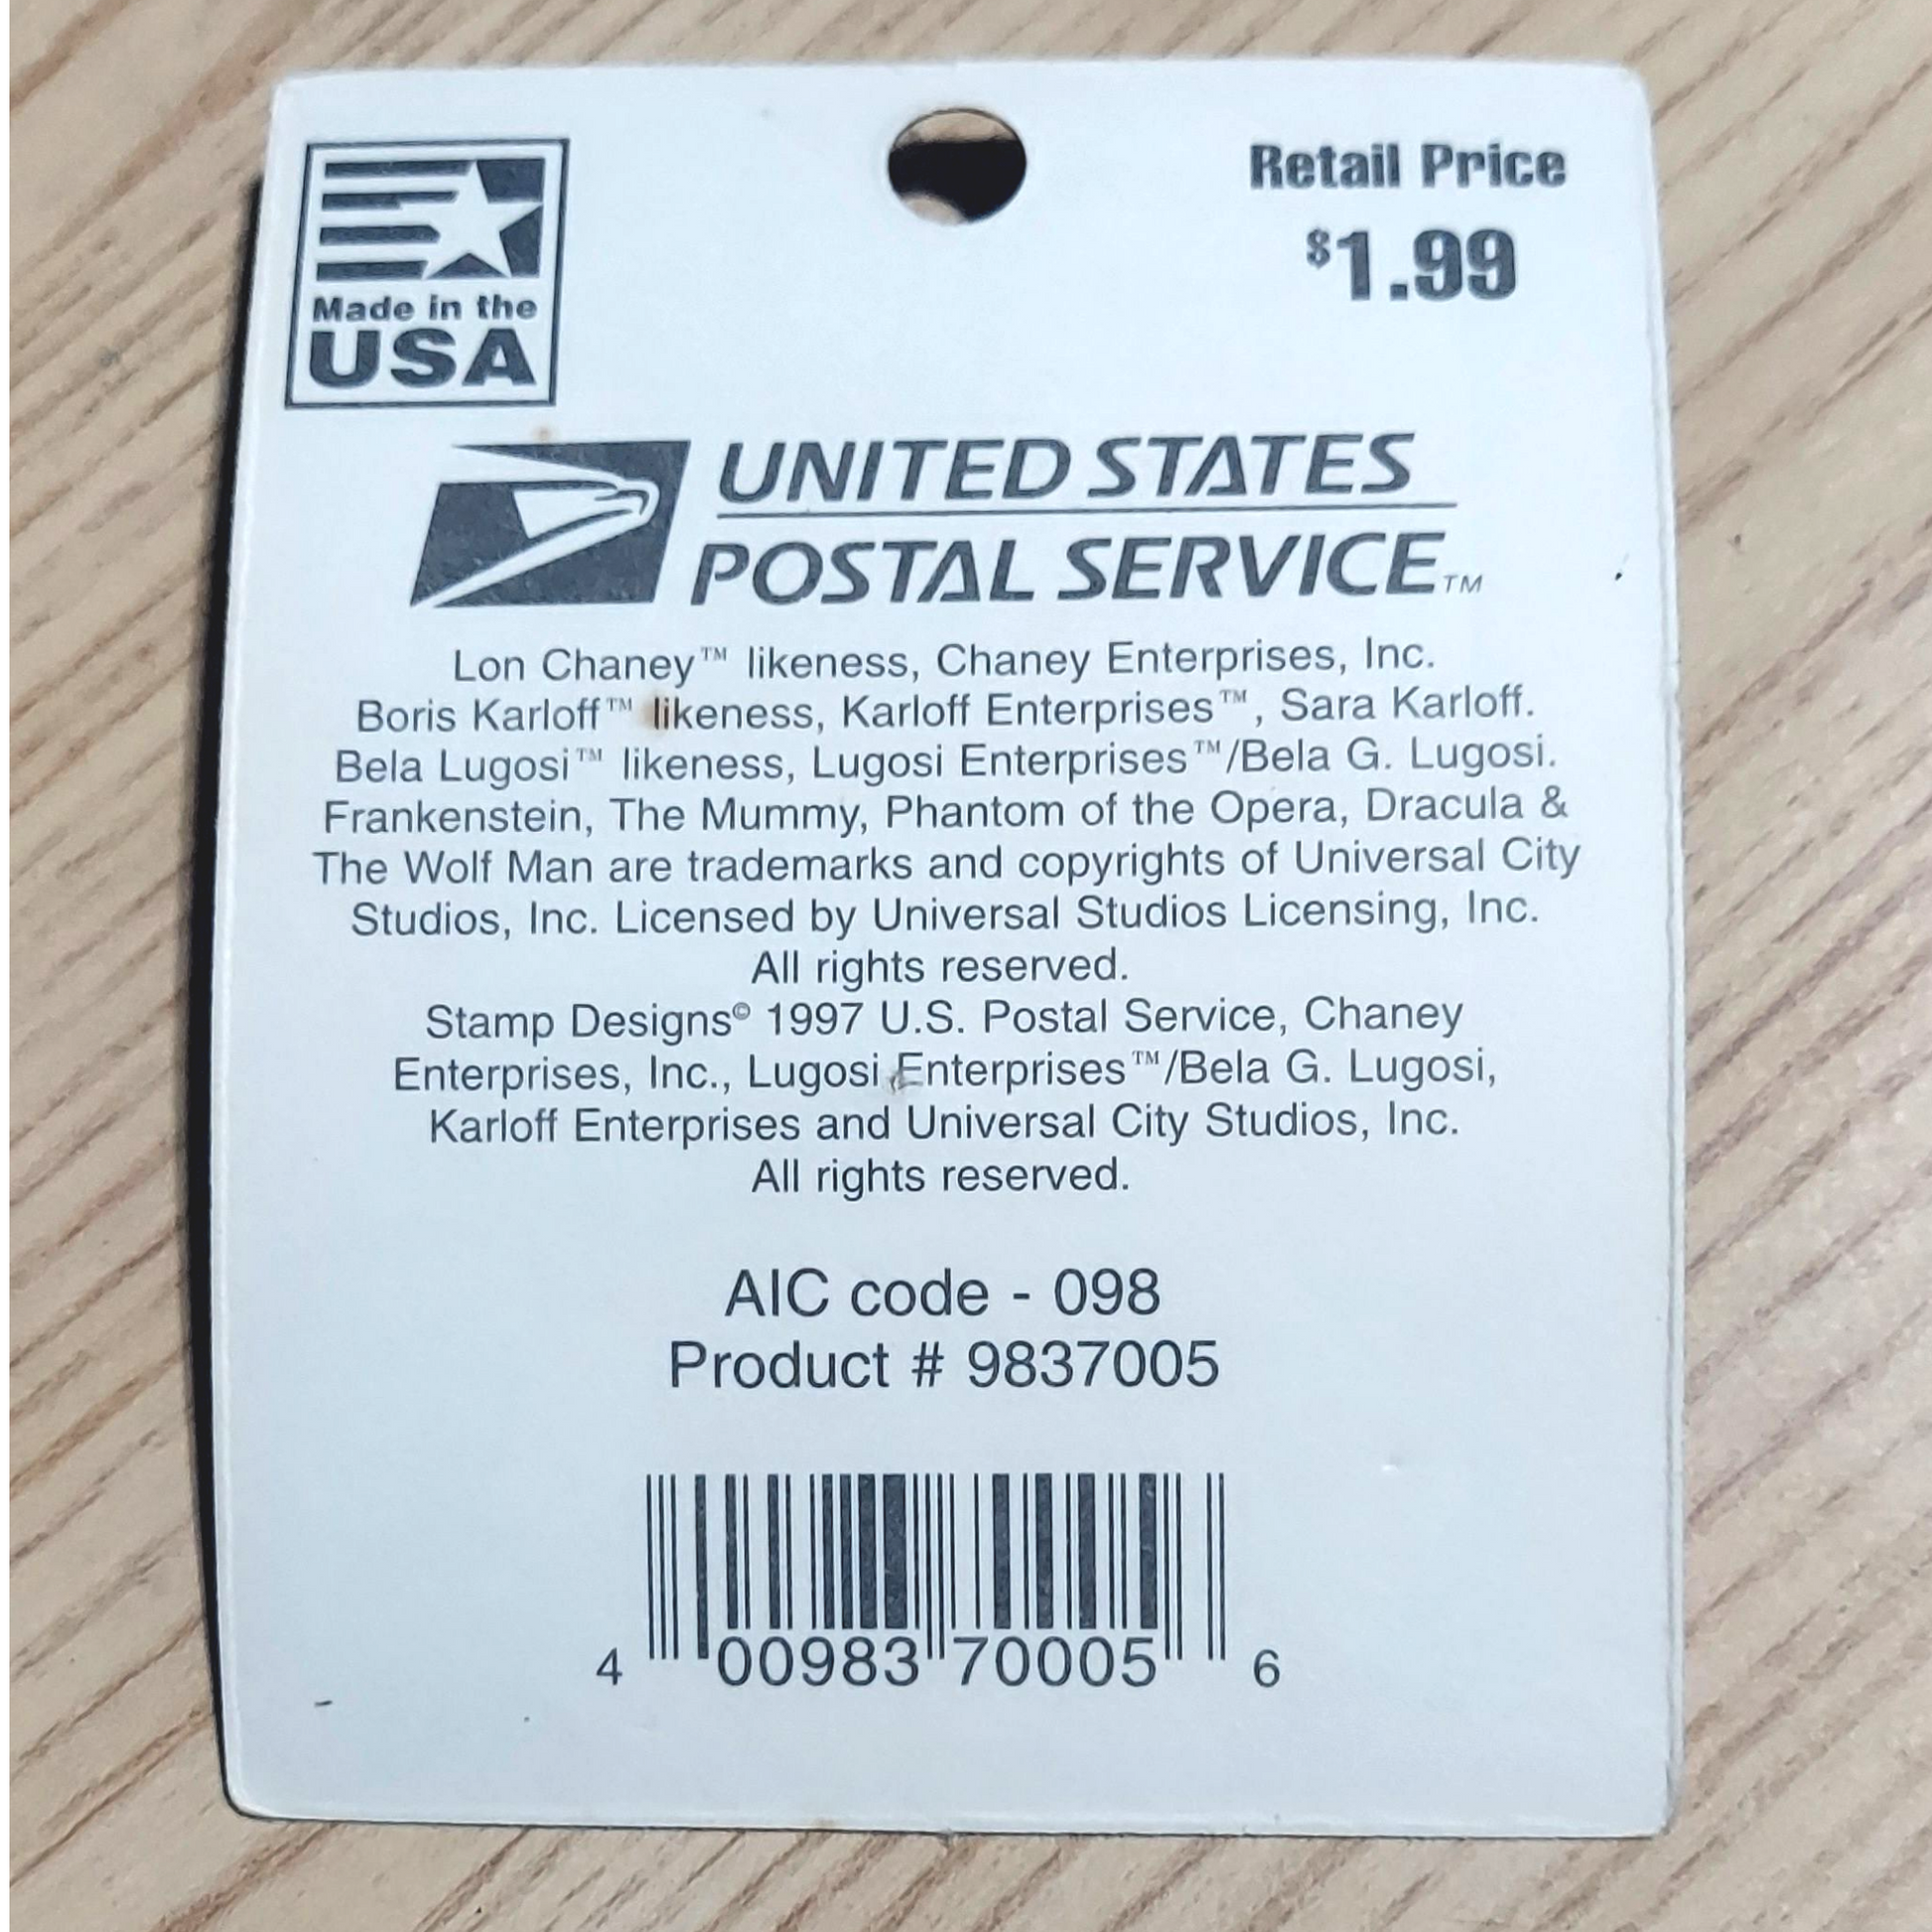 Made in the
USA
Retail Price
$1.99
UNITED STATES
POSTAL SERVICE™
Lon Chaney™ likeness, Chaney Enterprises, Inc.
Boris Karloff™ likeness, Karloff Enterprises™, Sara Karloff.
Bela Lugosi™ likeness, Lugosi Enterprises™/Bela G. Lugosi.
Frankenstein, The Mummy, Phantom of the Opera, Dracula &
The Wolf Man are trademarks and copyrights of Universal City
Studios, Inc. Licensed by Universal Studios Licensing, Inc.
All rights reserved.
Stamp Designs© 1997 U.S. Postal Service, Chaney
Enterprises, Inc., Lugosi Enterprises™/Bela G. Lugosi,
Karloff Enterprises and Universal City Studios, Inc.
All rights reserved.
AIC code - 098
Product # 9837005
4 00983 70005 6